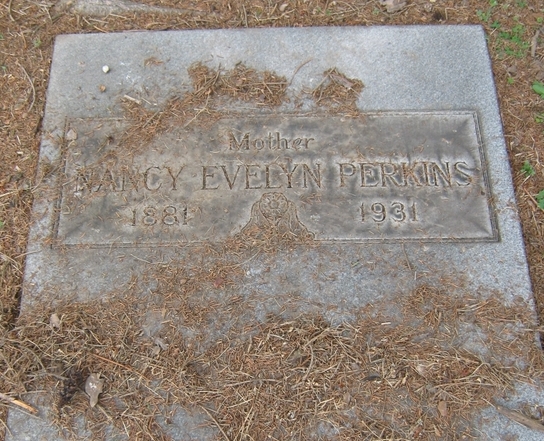 Mother
NANCY EVELYN PERKINS
1881 1931